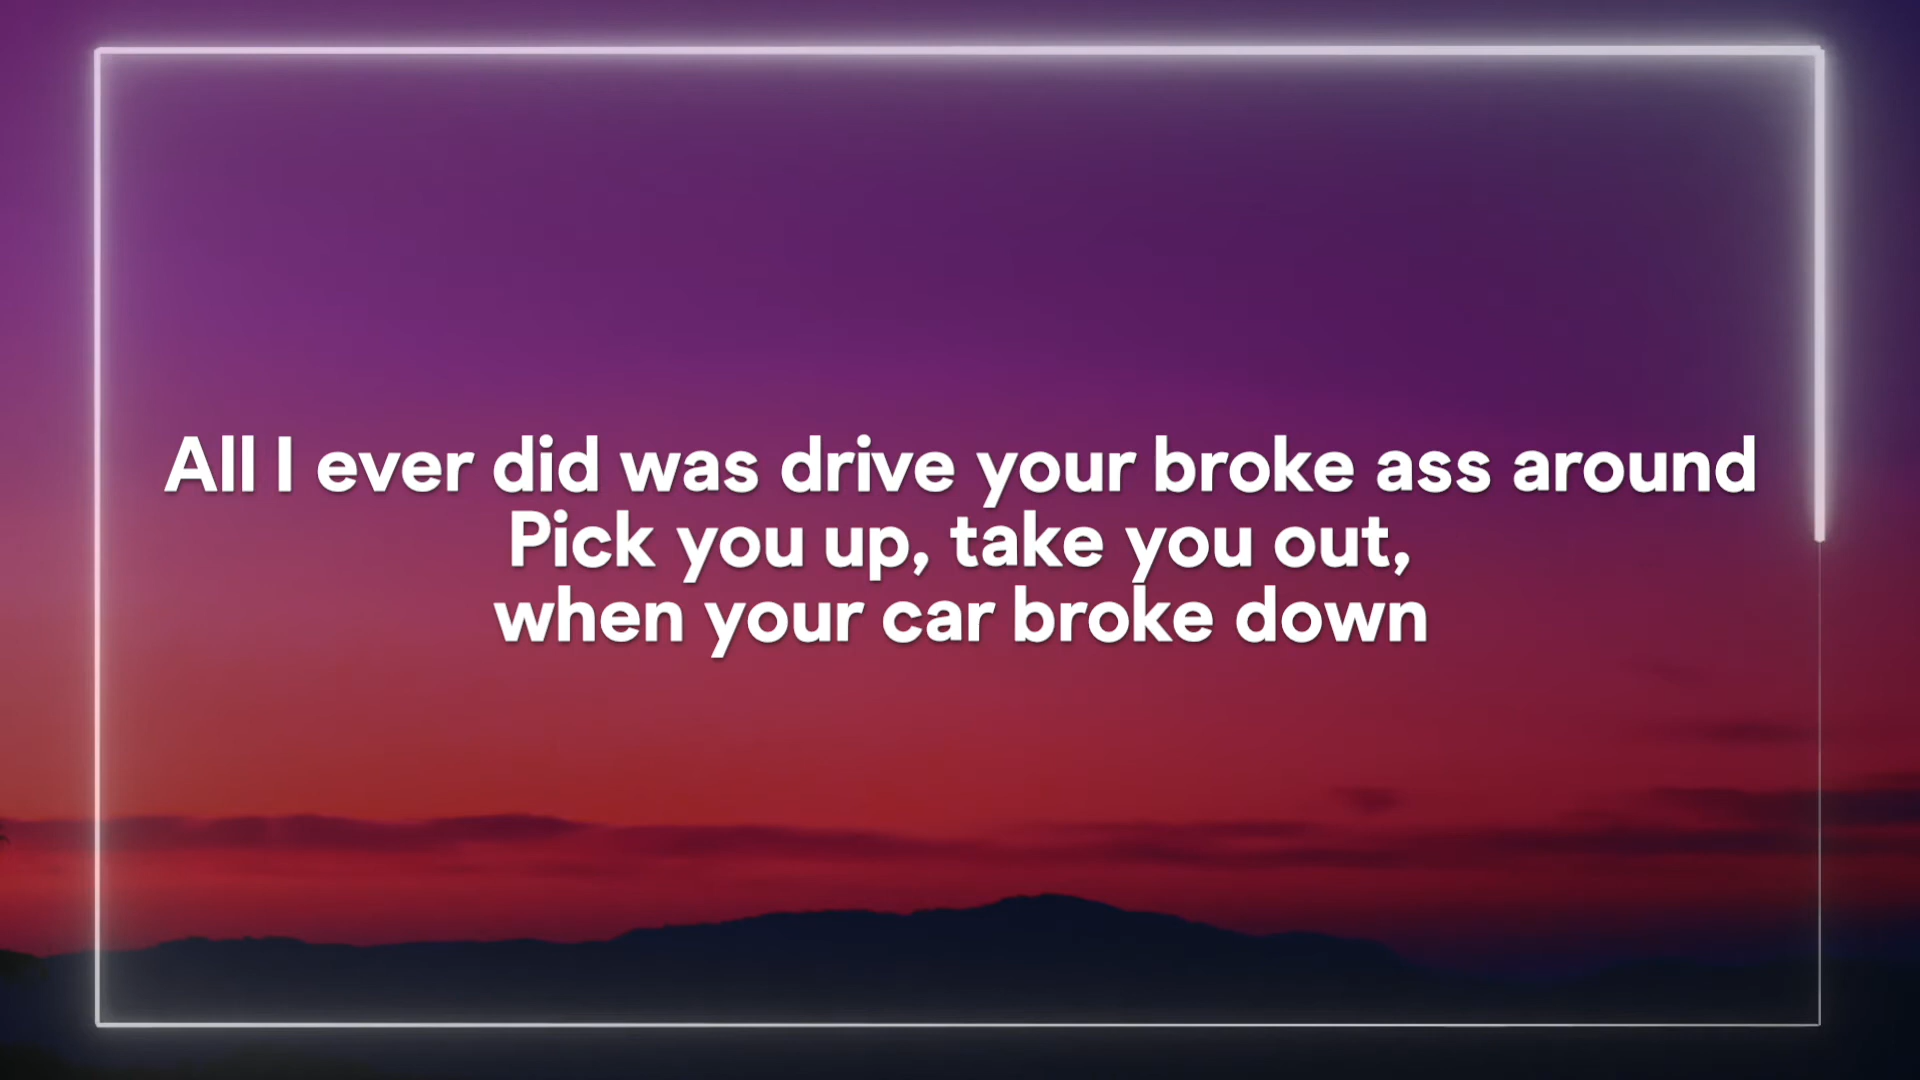 All I ever did was drive your broke ass around
Pick you up, take you out,
when your car broke down